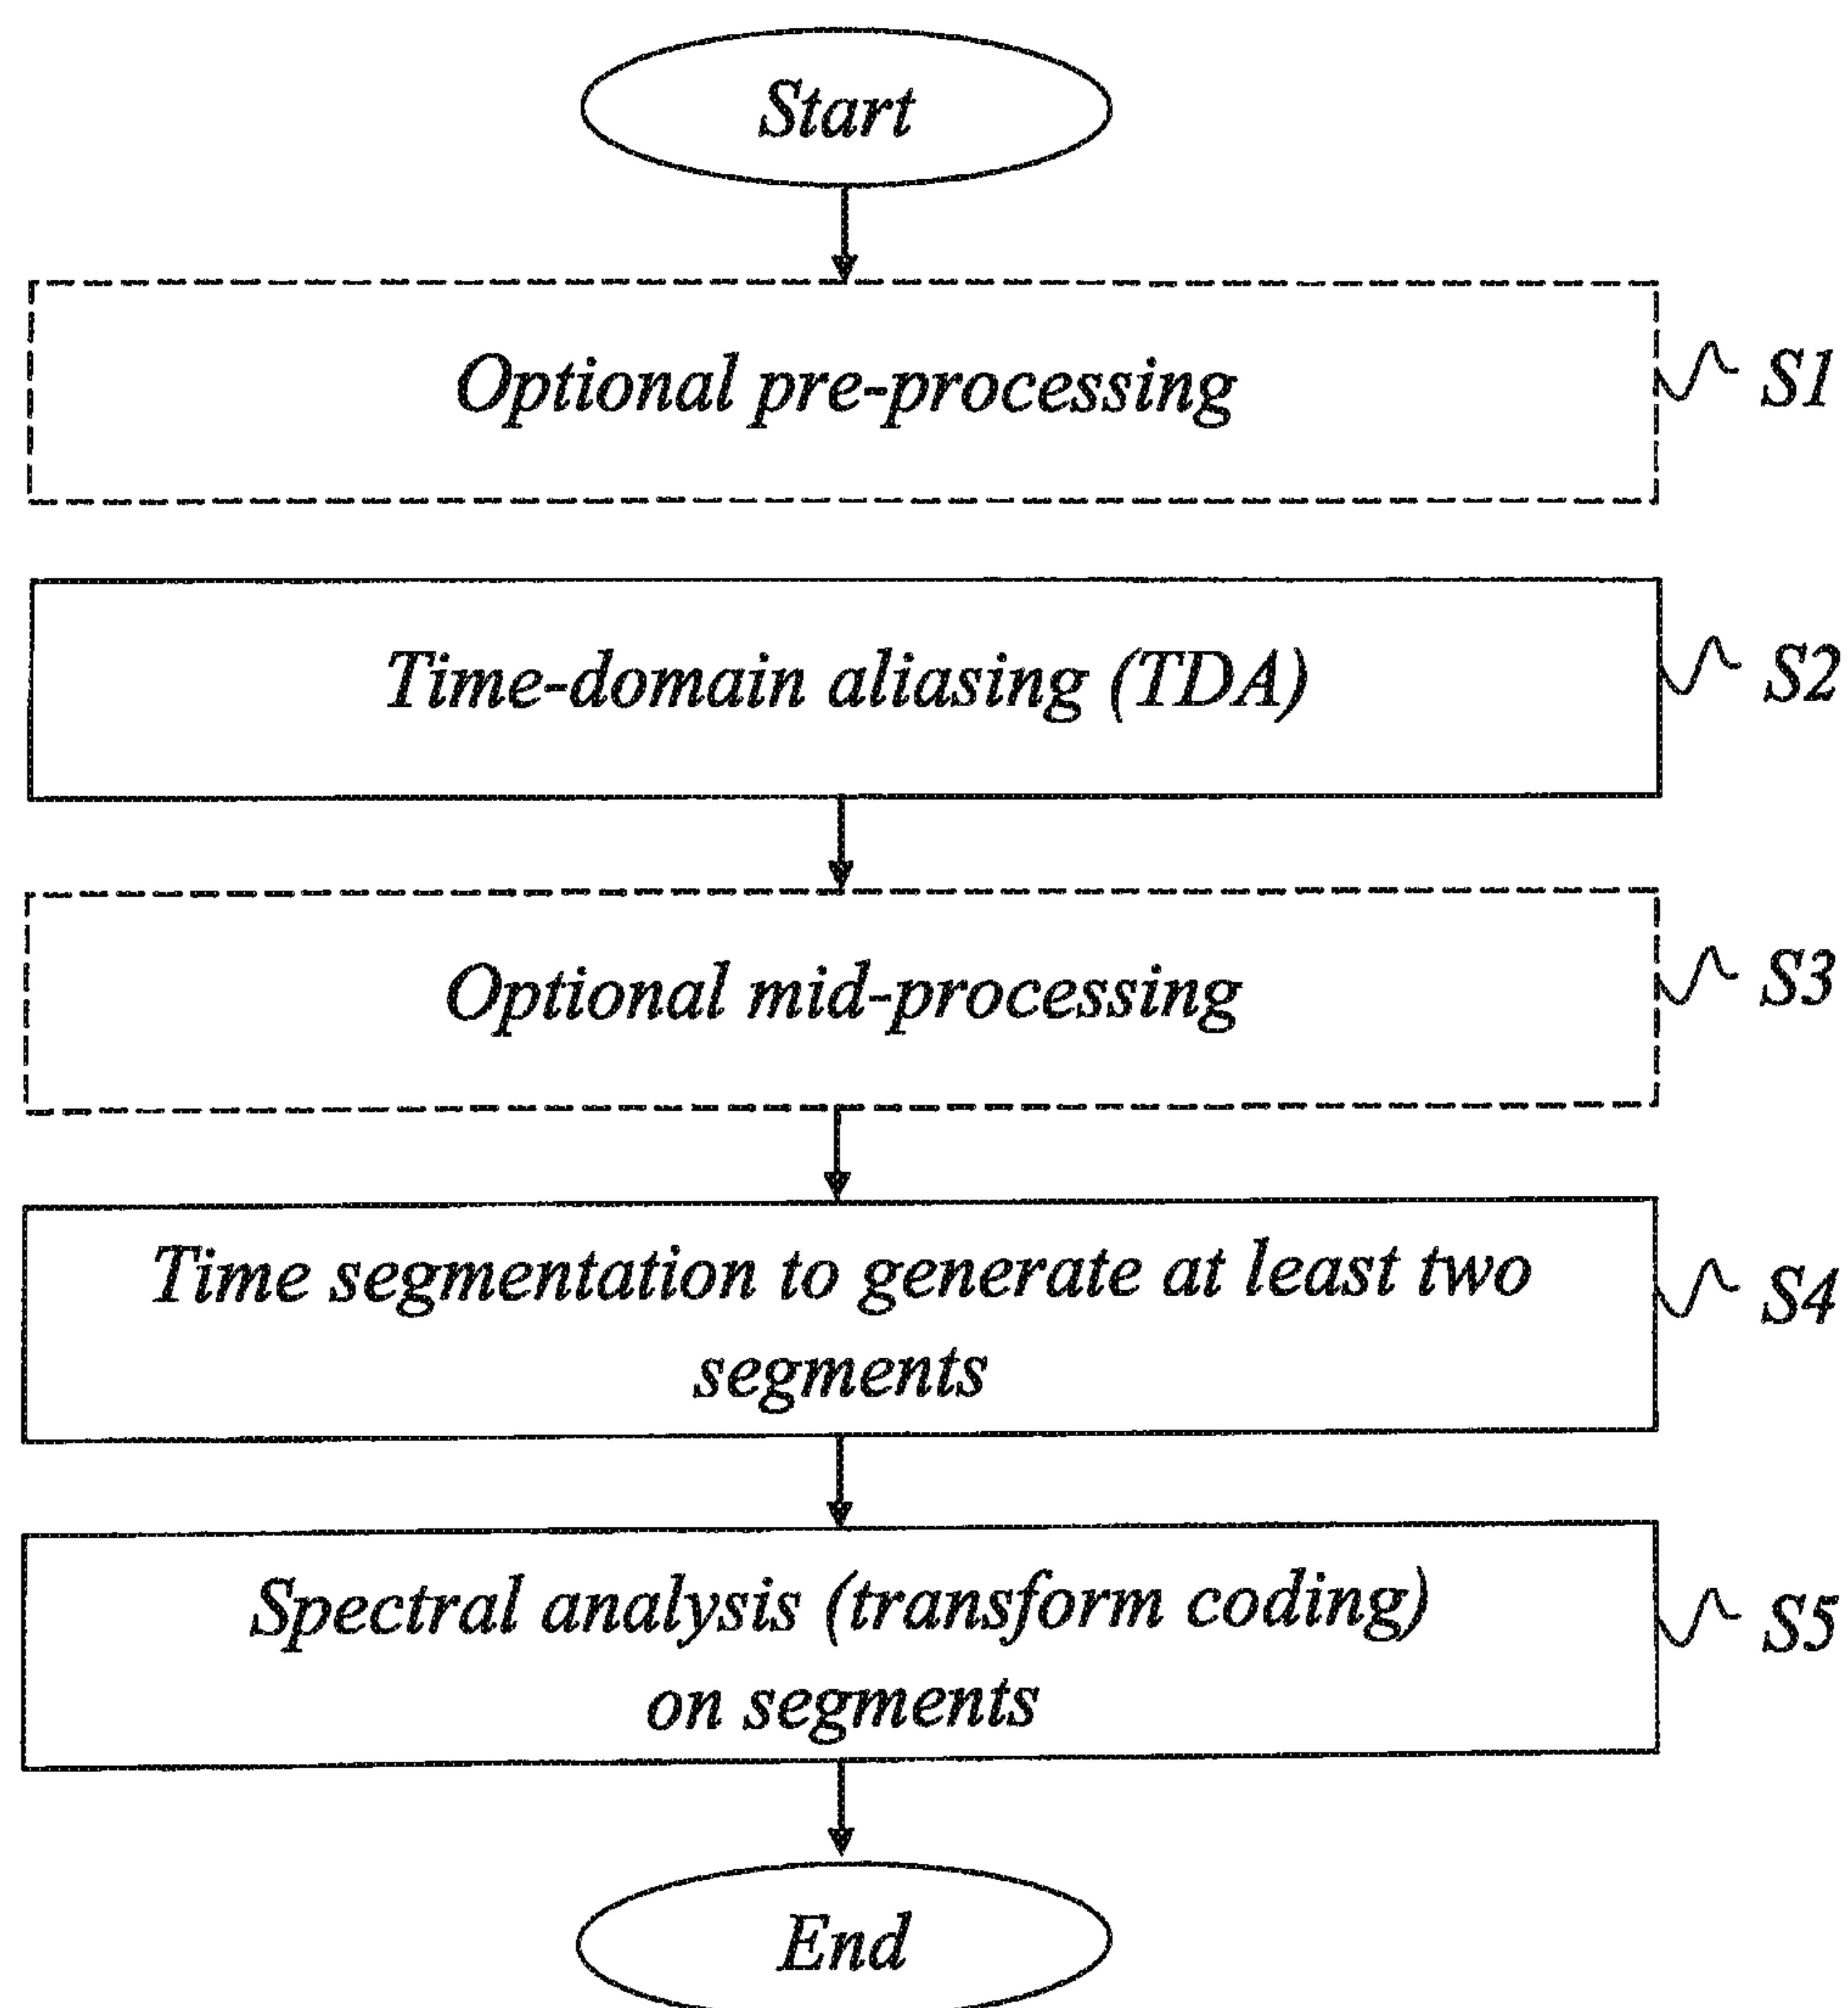 Start
Optional pre-processing
S1
Time-domain aliasing (TDA)
S2
Optional mid-processing
S3
Time segmentation to generate at least two
segments
S4
Spectral analysis (transform coding)
on segments
S5
End